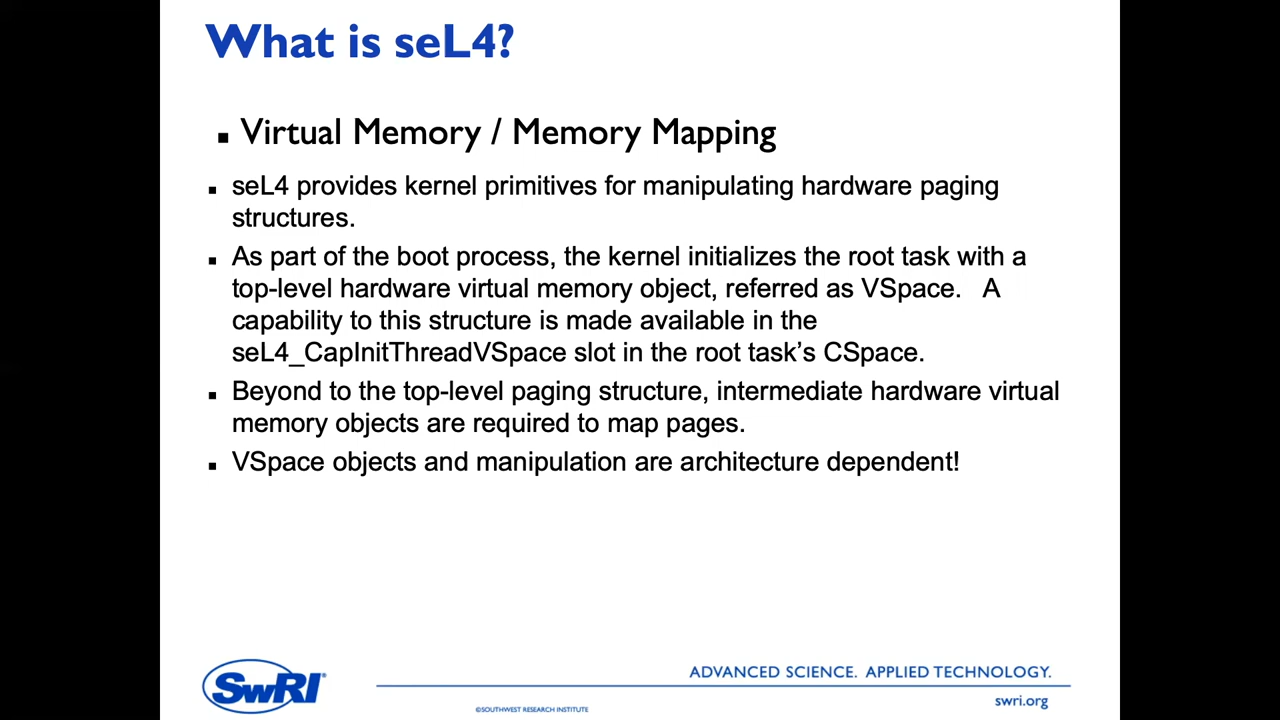 What is seL4?
▪ Virtual Memory / Memory Mapping
▪ seL4 provides kernel primitives for manipulating hardware paging
structures.
▪ As part of the boot process, the kernel initializes the root task with a
top-level hardware virtual memory object, referred as VSpace.   A
capability to this structure is made available in the
seL4_CapInitThreadVSpace slot in the root task’s CSpace.
▪ Beyond to the top-level paging structure, intermediate hardware virtual
memory objects are required to map pages.
▪ VSpace objects and manipulation are architecture dependent!
SwRI®
ADVANCED SCIENCE. APPLIED TECHNOLOGY.
©SOUTHWEST RESEARCH INSTITUTE
swri.org